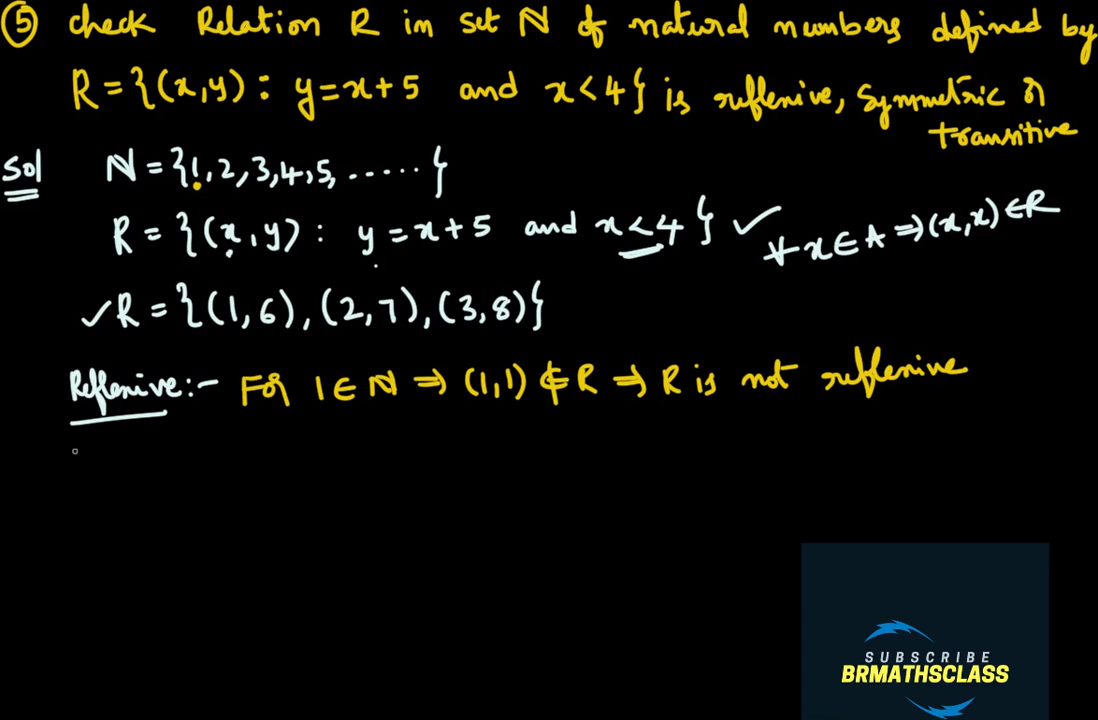 ⑤ check Relation R in set N of natural numbers defined by
R = {(x,y) : y=x+5 and x<4} is reflexive, symmetric or
transitive
Sol N = {1,2,3,4,5, ......}
R = {(x,y) : y = x+5 and x<4} ✓ ∀ x∈A ⇒ (x,x) ∈R
✓R = {(1,6), (2,7), (3,8)}
Reflexive:- For 1∈N ⇒ (1,1) ∉ R ⇒ R is not reflexive
SUBSCRIBE
BRMATHSCLASS